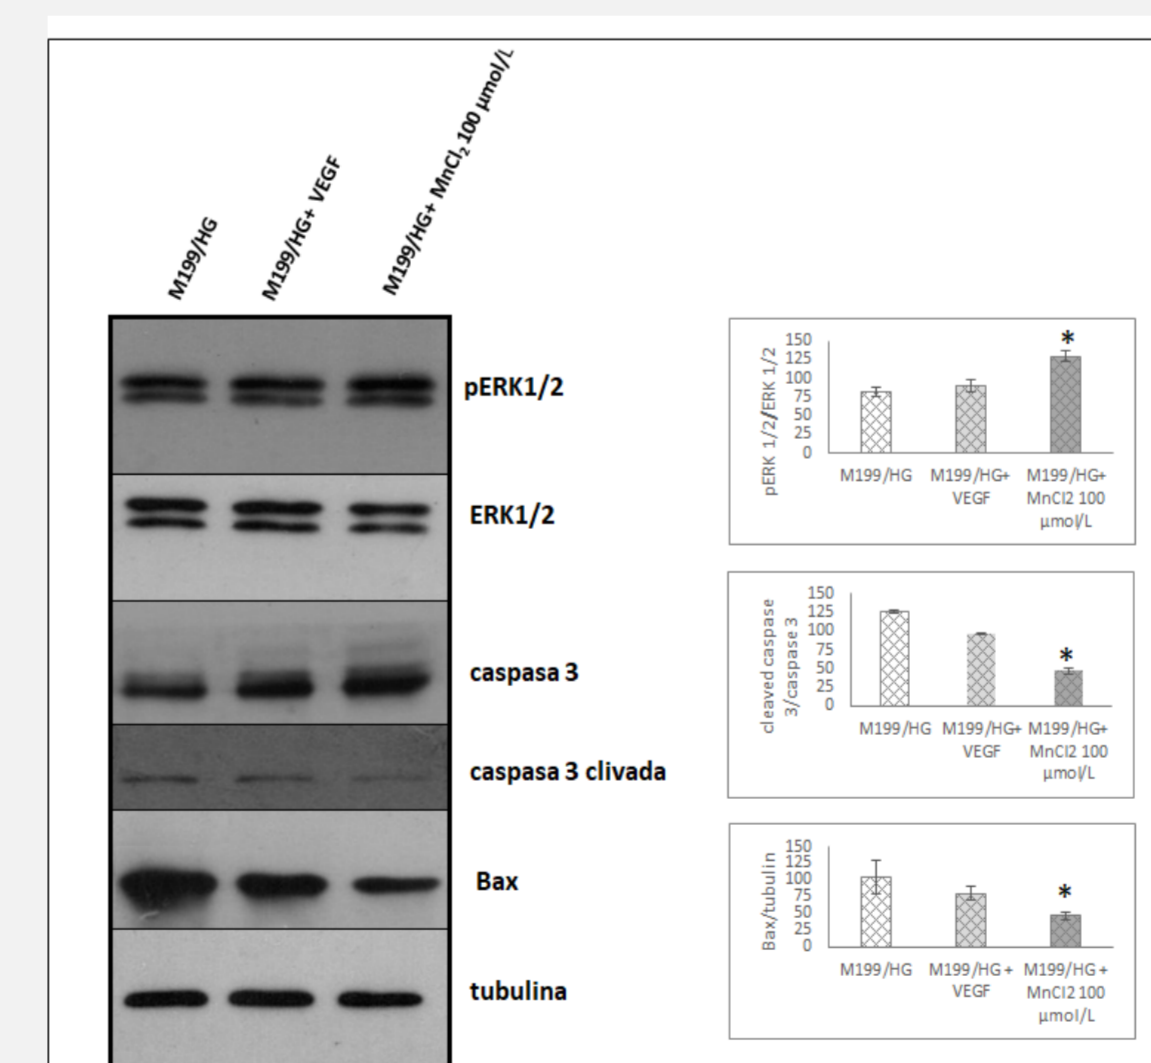 M199/HG
M199/HG+ VEGF
M199/HG+ MnCl₂ 100 µmol/L
pERK1/2
ERK1/2
caspasa 3
caspasa 3 clivada
Bax
tubulina
pERK 1/2/ERK 1/2
150
125
100
75
50
25
0
*
M199/HG
M199/HG+
VEGF
M199/HG+
MnCl2 100
µmol/L
cleaved caspase
3/caspase 3
150
125
100
75
50
25
0
*
M199/HG
M199/HG+
VEGF
M199/HG+
MnCl2 100
µmol/L
Bax/tubulin
150
125
100
75
50
25
0
*
M199/HG
M199/HG +
VEGF
M199/HG +
MnCl2 100
µmol/L